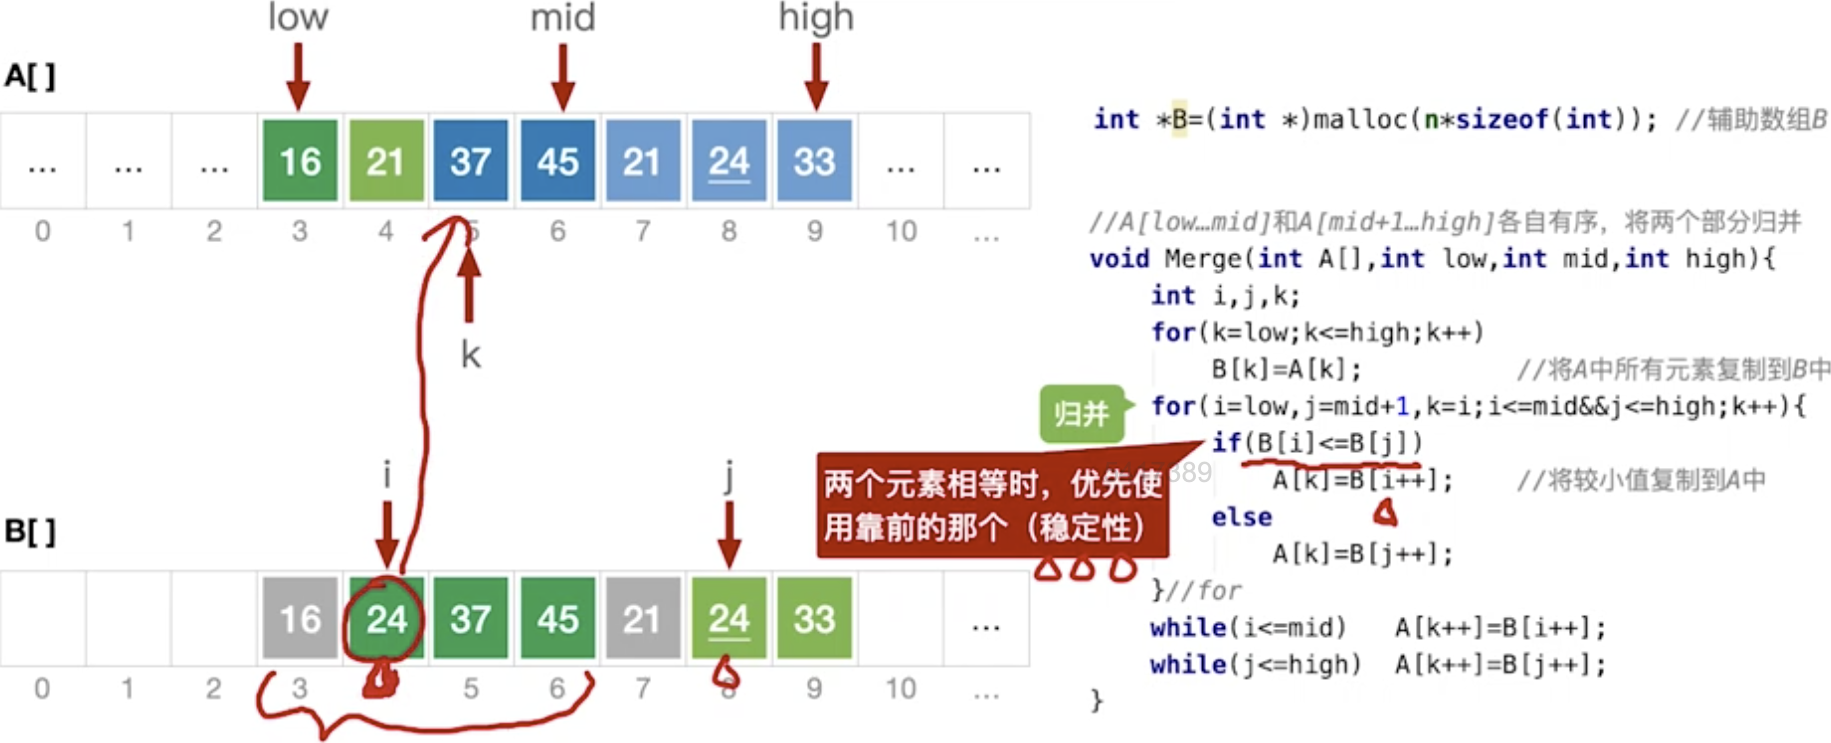 low mid high
A[ ]
... ... ... 16 21 37 45 21 24 33 ... ...
0 1 2 3 4 5 6 7 8 9 10 ...
k
i j
B[ ]
16 24 37 45 21 24 33 ...
0 1 2 3 4 5 6 7 8 9 10 ...
int *B=(int *)malloc(n*sizeof(int)); //辅助数组B
//A[low…mid]和A[mid+1…high]各自有序，将两个部分归并
void Merge(int A[],int low,int mid,int high){
int i,j,k;
for(k=low;k<=high;k++)
B[k]=A[k]; //将A中所有元素复制到B中
归并
for(i=low,j=mid+1,k=i;i<=mid&&j<=high;k++){
if(B[i]<=B[j])
两个元素相等时，优先使
用靠前的那个（稳定性）
389
A[k]=B[i++]; //将较小值复制到A中
else
A[k]=B[j++];
}//for
while(i<=mid) A[k++]=B[i++];
while(j<=high) A[k++]=B[j++];
}